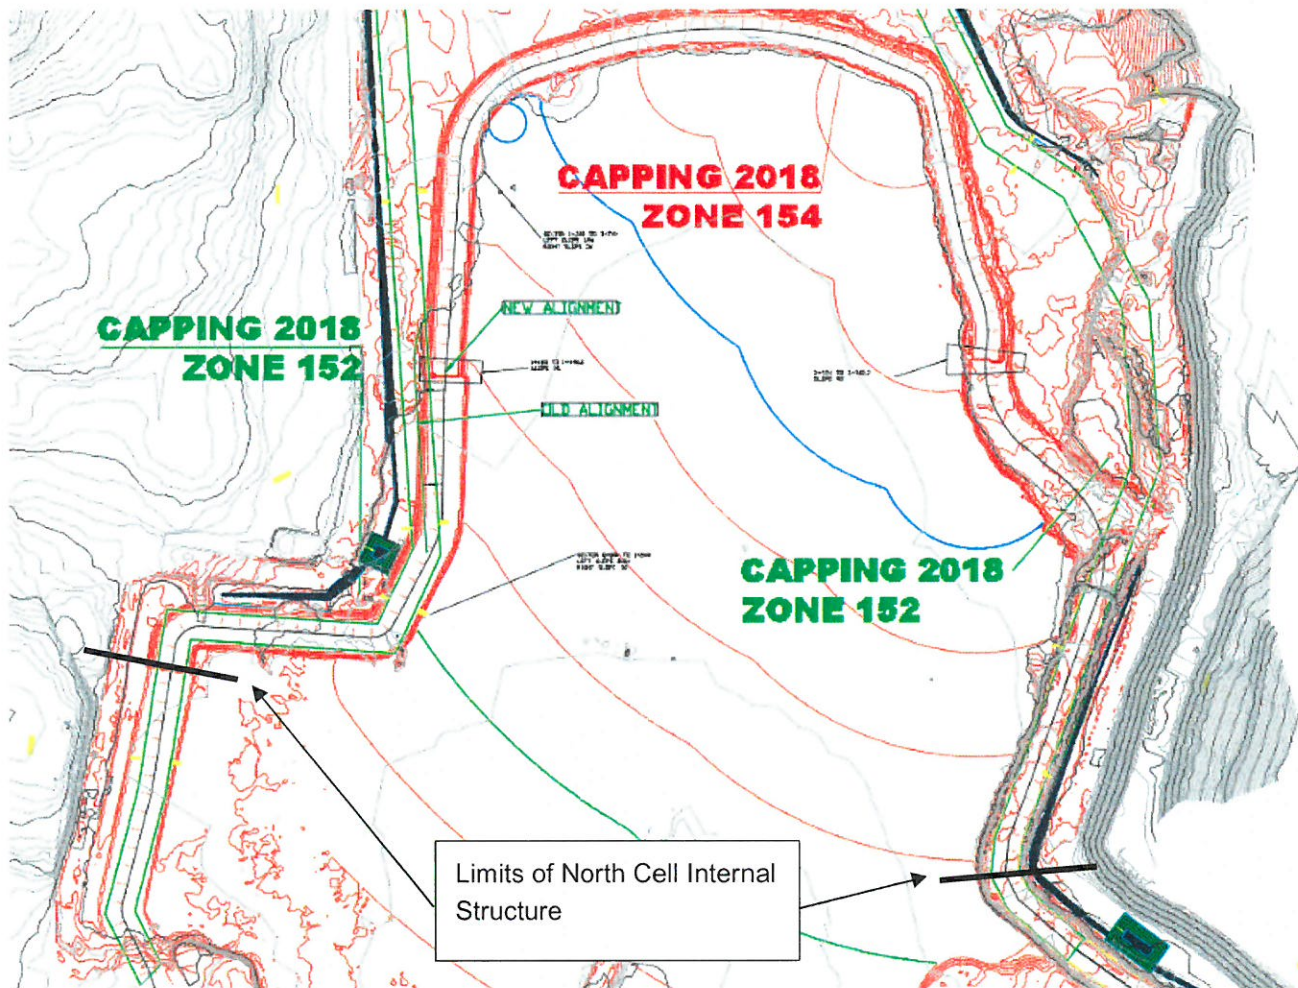 CAPPING 2018
ZONE 154
NEW ALIGNMENT
CAPPING 2018
ZONE 152
OLD ALIGNMENT
CAPPING 2018
ZONE 152
Limits of North Cell Internal
Structure